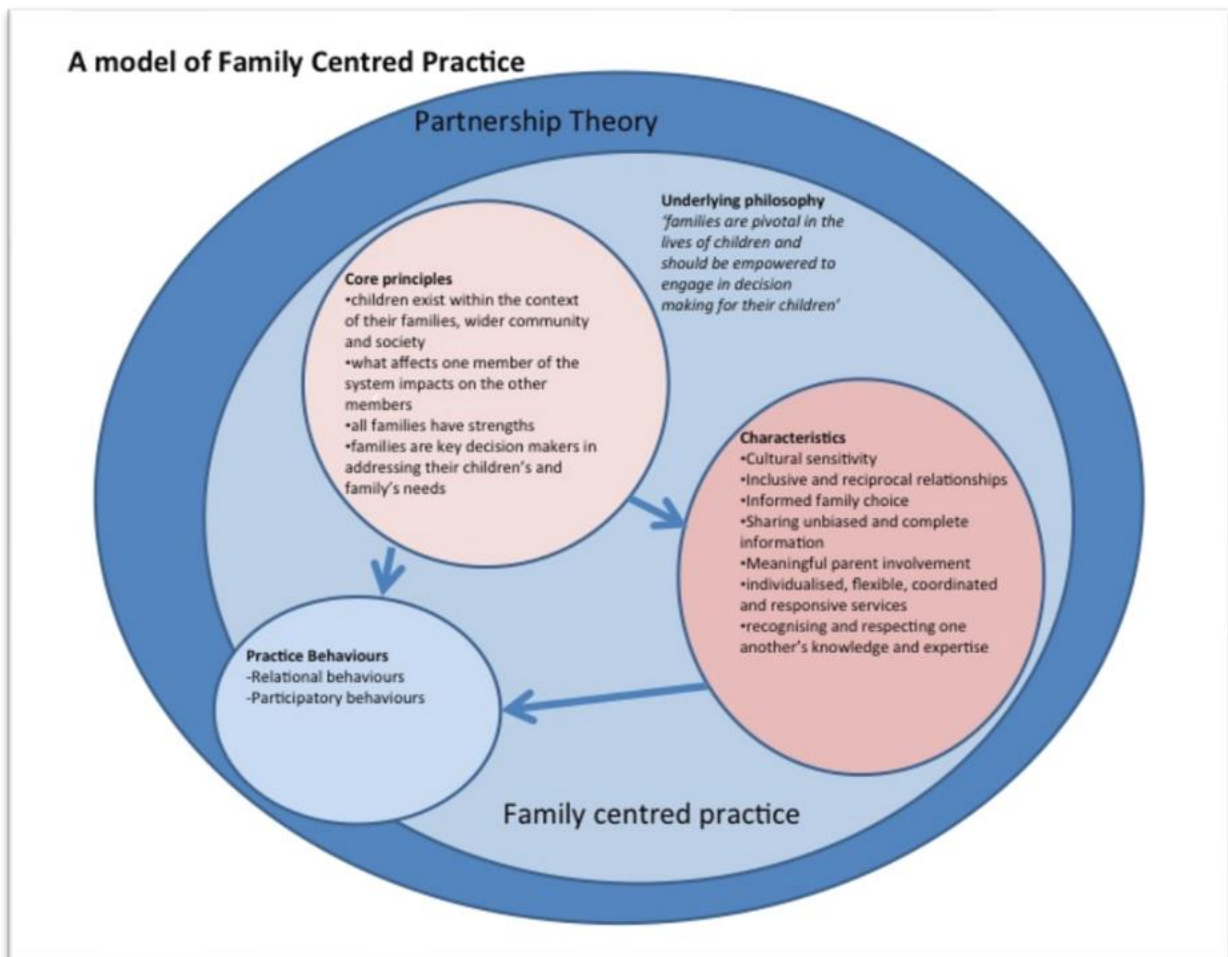 A model of Family Centred Practice
Partnership Theory
Underlying philosophy
‘families are pivotal in the
lives of children and
should be empowered to
engage in decision
making for their children’
Core principles
•children exist within the context
of their families, wider community
and society
•what affects one member of the
system impacts on the other
members
•all families have strengths
•families are key decision makers in
addressing their children’s and
family’s needs
Characteristics
•Cultural sensitivity
•Inclusive and reciprocal relationships
•Informed family choice
•Sharing unbiased and complete
information
•Meaningful parent involvement
•individualised, flexible, coordinated
and responsive services
•recognising and respecting one
another’s knowledge and expertise
Practice Behaviours
-Relational behaviours
-Participatory behaviours
Family centred practice